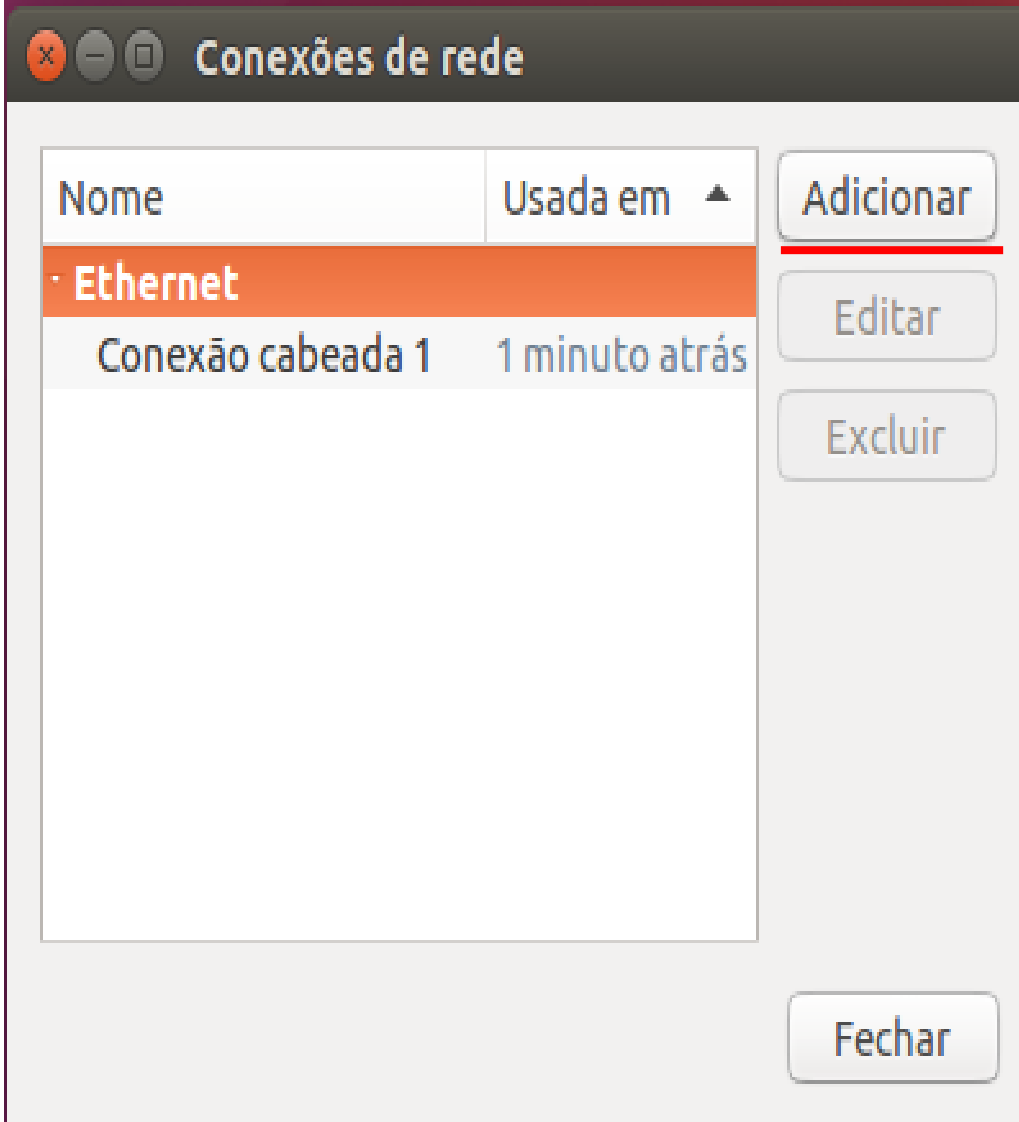 Conexões de rede
Nome Usada em Adicionar
Ethernet
Editar
Conexão cabeada 1 1 minuto atrás
Excluir
Fechar